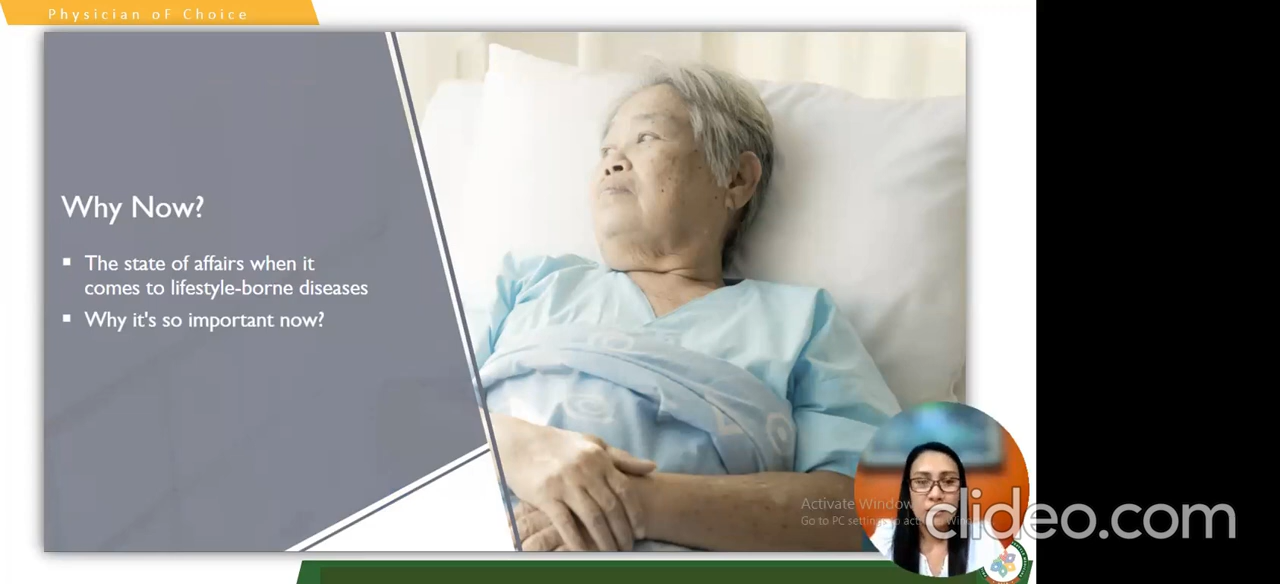 Physician oF Choice
Why Now?
▪ The state of affairs when it
comes to lifestyle-borne diseases
▪ Why it's so important now?
Activate Window
Go to PC settings to
clideo.com